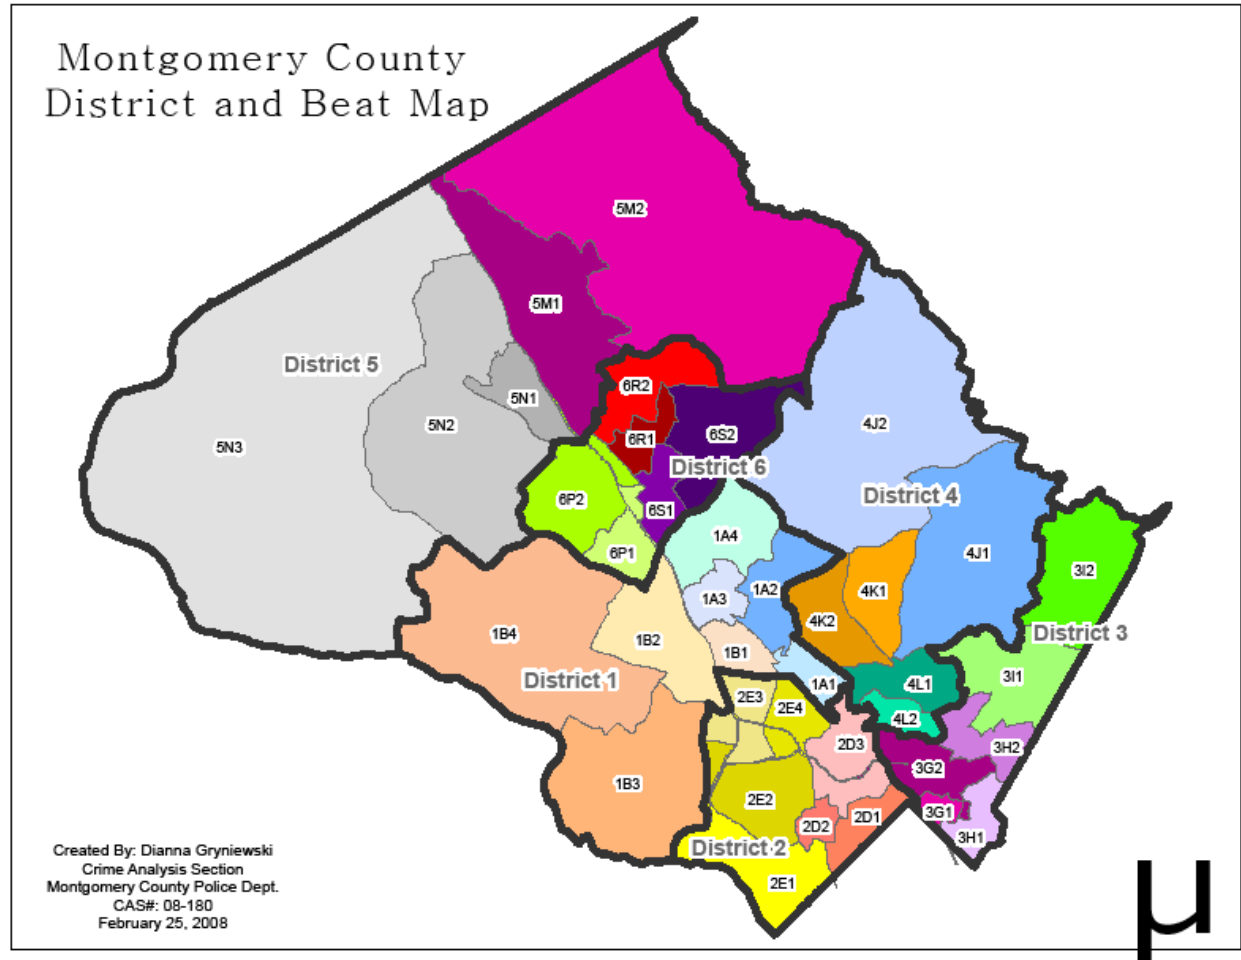 Montgomery County
District and Beat Map
5M2
5M1
District 5
6R2
5N1
5N2
4J2
6R1
6S2
5N3
District 6
District 4
6P2
6S1
1A4
6P1
4J1
3I2
1A2
4K1
1A3
4K2
1B4
1B2
District 3
1B1
3I1
District 1
1A1
4L1
2E3
2E4
4L2
2D3
3H2
3G2
1B3
2E2
3G1
2D1
2D2
3H1
District 2
2E1
Created By: Dianna Gryniewski
Crime Analysis Section
Montgomery County Police Dept.
CAS#: 08-180
February 25, 2008
µ